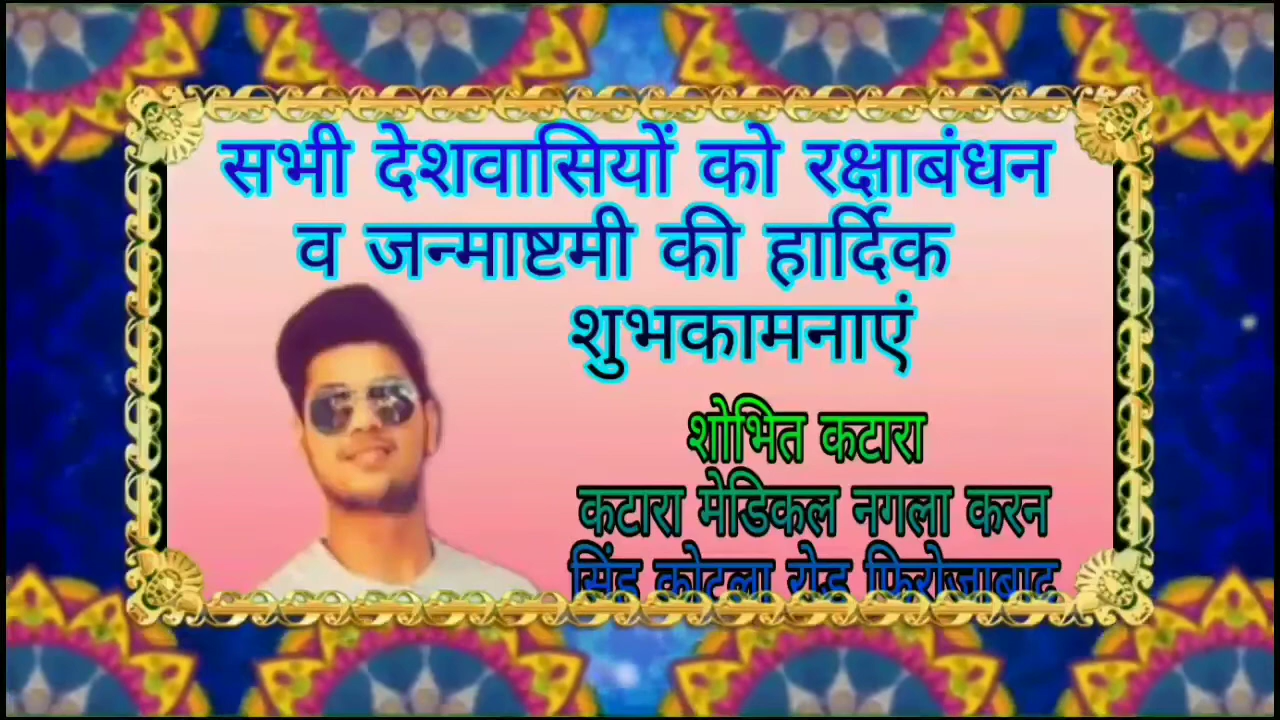 सभी देशवासियों को रक्षाबंधन
व जन्माष्टमी की हार्दिक
शुभकामनाएं
शोभित कटारा
कटारा मेडिकल नगला करन
सिंह कोटला रोड फिरोजाबाद